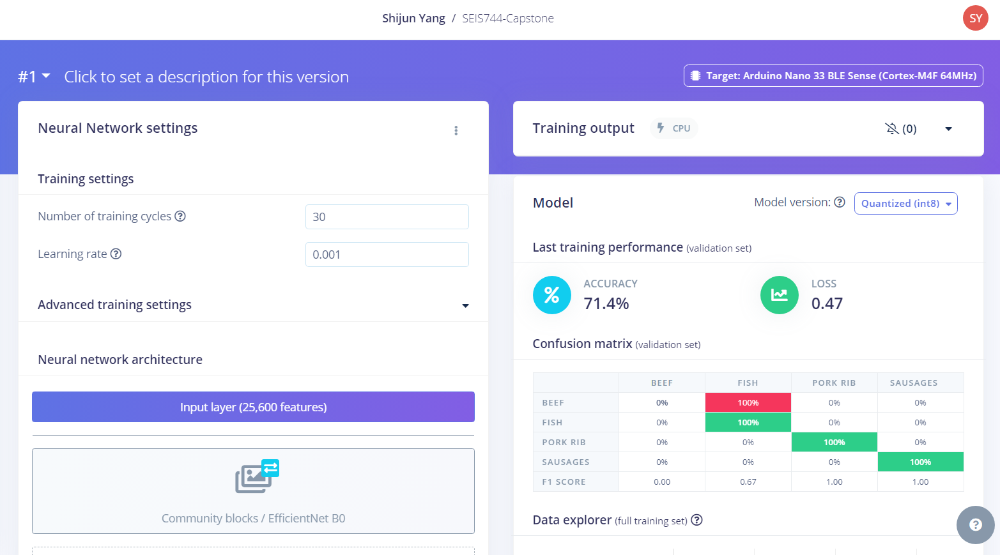 Shijun Yang / SEIS744-Capstone
SY
#1 Click to set a description for this version
Target: Arduino Nano 33 BLE Sense (Cortex-M4F 64MHz)
Neural Network settings
Training settings
Number of training cycles ?
30
Learning rate ?
0.001
Advanced training settings
Neural network architecture
Input layer (25,600 features)
Community blocks / EfficientNet B0
Training output CPU (0)
Model
Model version: ? Quantized (int8)
Last training performance (validation set)
%
ACCURACY
71.4%
LOSS
0.47
Confusion matrix (validation set)
BEEF FISH PORK RIB SAUSAGES
BEEF 0% 100% 0% 0%
FISH 0% 100% 0% 0%
PORK RIB 0% 0% 100% 0%
SAUSAGES 0% 0% 0% 100%
F1 SCORE 0.00 0.67 1.00 1.00
Data explorer (full training set) ?
?